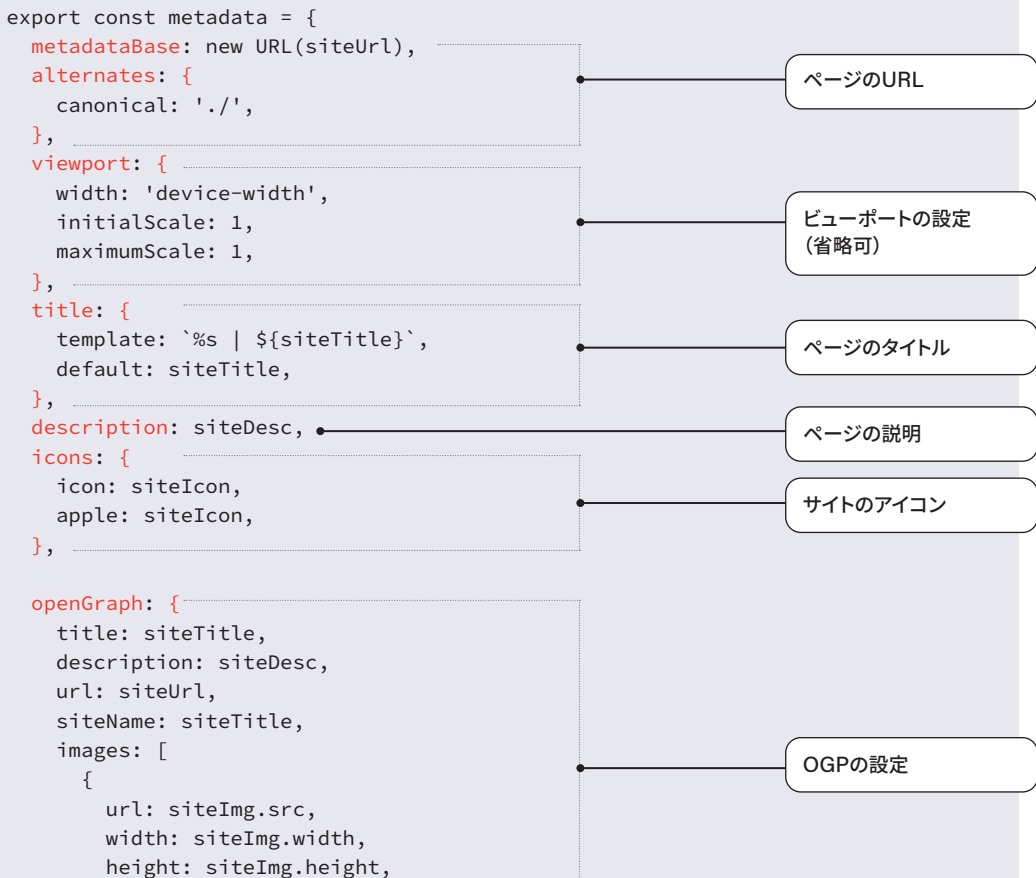 export const metadata = {
  metadataBase: new URL(siteUrl),
  alternates: {
    canonical: './',
  },
ページのURL
  viewport: {
    width: 'device-width',
    initialScale: 1,
    maximumScale: 1,
  },
ビューポートの設定
（省略可）
  title: {
    template: `%s | ${siteTitle}`,
    default: siteTitle,
  },
ページのタイトル
  description: siteDesc,
ページの説明
  icons: {
    icon: siteIcon,
    apple: siteIcon,
  },
サイトのアイコン
  openGraph: {
    title: siteTitle,
    description: siteDesc,
    url: siteUrl,
    siteName: siteTitle,
    images: [
      {
        url: siteImg.src,
        width: siteImg.width,
        height: siteImg.height,
OGPの設定